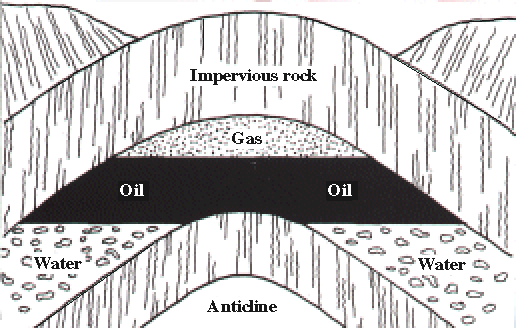 Impervious rock
Gas
Oil Oil
Water Water
Anticline